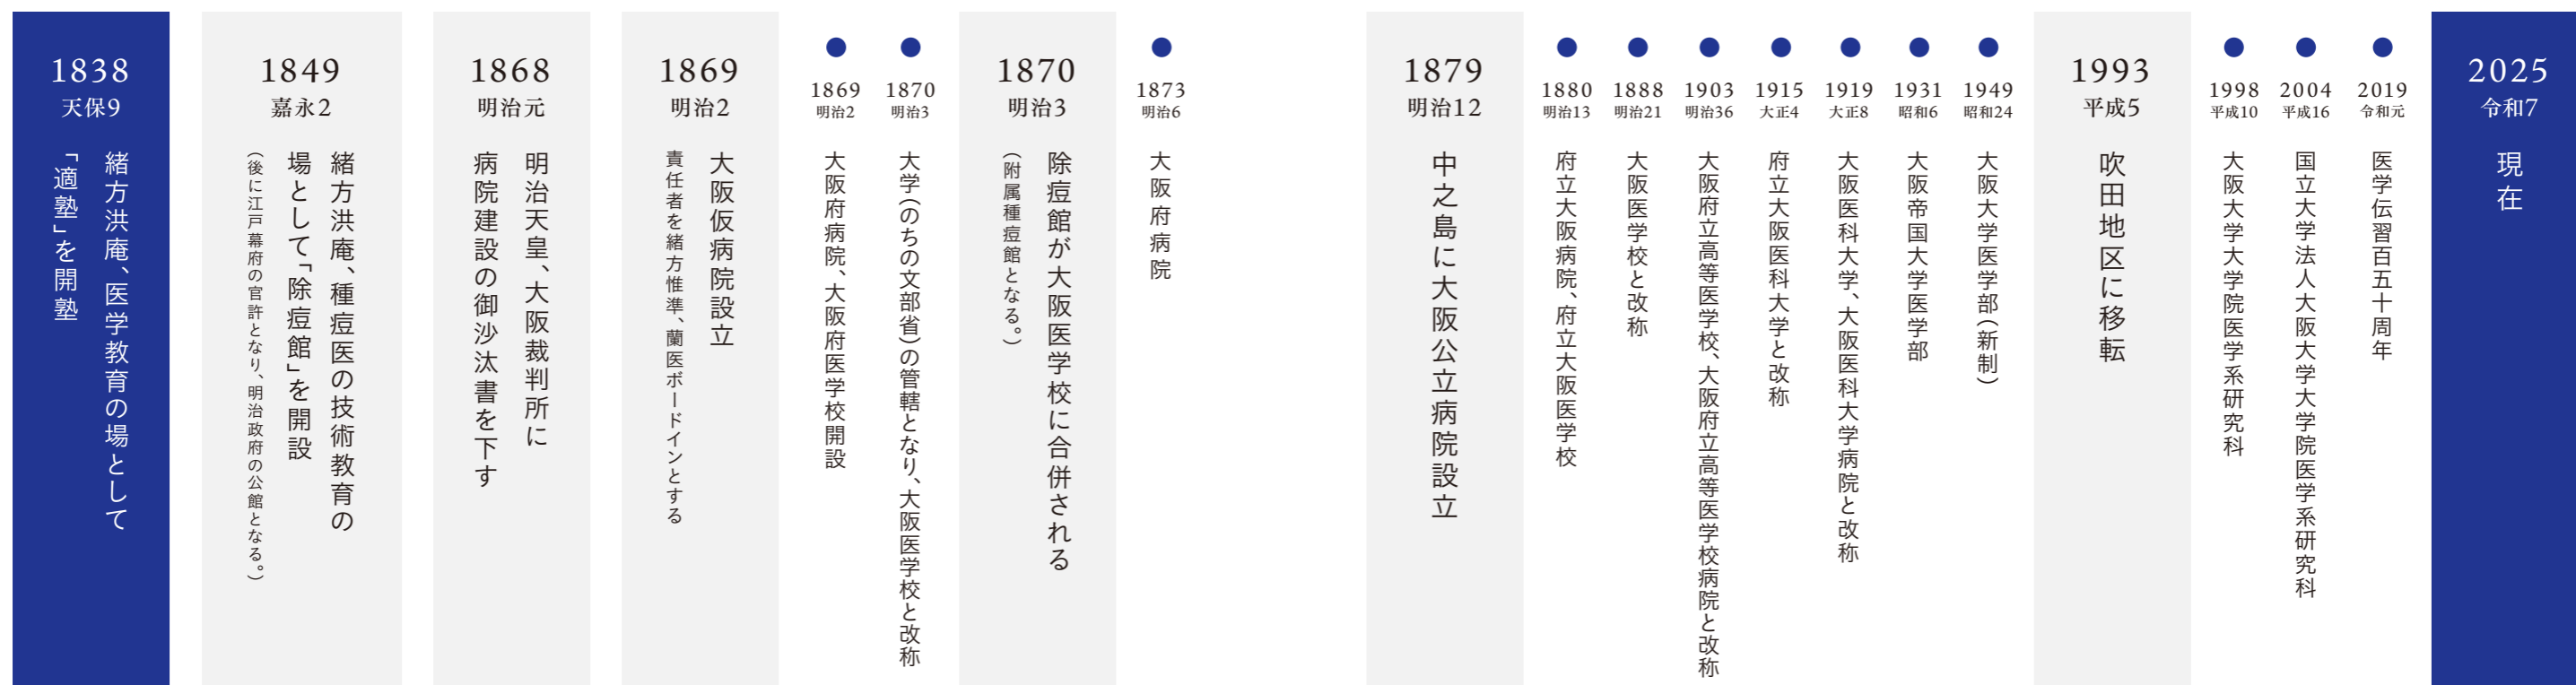 1838
天保9
緒方洪庵、医学教育の場として
「適塾」を開塾
1849
嘉永2
緒方洪庵、種痘医の技術教育の
場として「除痘館」を開設
（後に江戸幕府の官許となり、明治政府の公館となる。）
1868
明治元
明治天皇、大阪裁判所に
病院建設の御沙汰書を下す
1869
明治2
大阪仮病院設立
責任者を緒方惟準、蘭医ボードインとする
1869
明治2
大阪府病院、大阪府医学校開設
1870
明治3
大学（のちの文部省）の管轄となり、大阪医学校と改称
1870
明治3
除痘館が大阪医学校に合併される
（附属種痘館となる。）
1873
明治6
大阪府病院
1879
明治12
中之島に大阪公立病院設立
1880
明治13
府立大阪病院、府立大阪医学校
1888
明治21
大阪医学校と改称
1903
明治36
大阪府立高等医学校、大阪府立高等医学校病院と改称
1915
大正4
府立大阪医科大学と改称
1919
大正8
大阪医科大学、大阪医科大学病院と改称
1931
昭和6
大阪帝国大学医学部
1949
昭和24
大阪大学医学部（新制）
1993
平成5
吹田地区に移転
1998
平成10
大阪大学大学院医学系研究科
2004
平成16
国立大学法人大阪大学大学院医学系研究科
2019
令和元
医学伝習百五十周年
2025
令和7
現在